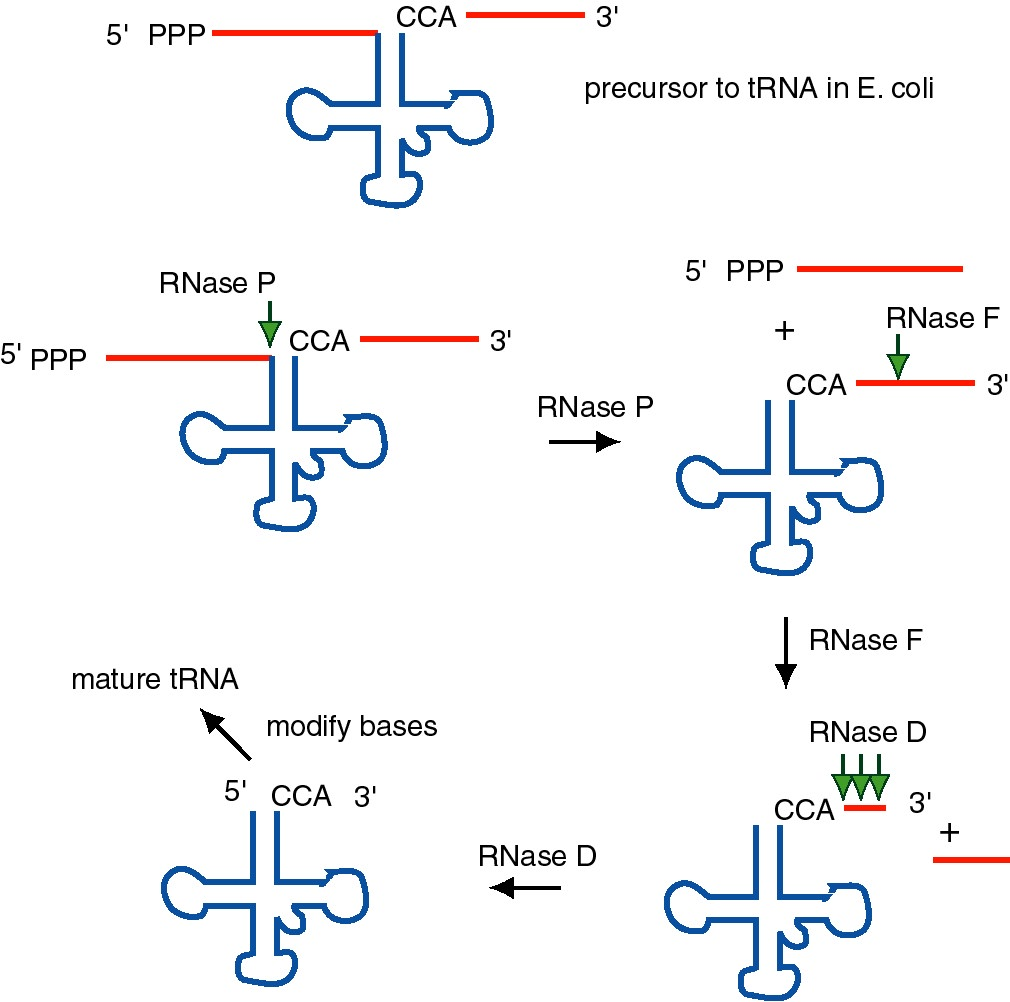 CCA 3'
5' PPP
precursor to tRNA in E. coli
RNase P
CCA 3'
5' PPP
RNase P
5' PPP
+
RNase F
CCA 3'
RNase F
RNase D
CCA 3'
+
RNase D
mature tRNA
modify bases
5' CCA 3'